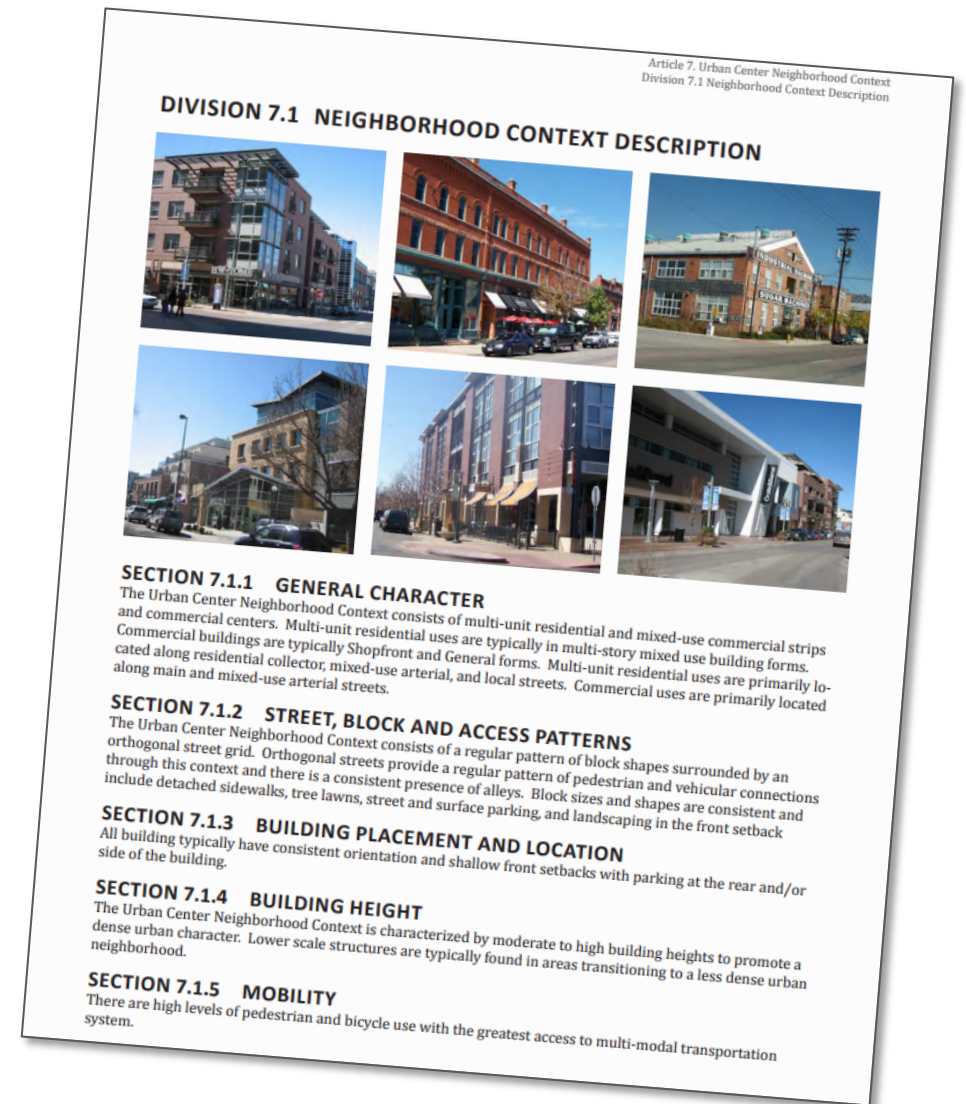 Article 7. Urban Center Neighborhood Context
Division 7.1 Neighborhood Context Description
DIVISION 7.1 NEIGHBORHOOD CONTEXT DESCRIPTION
INDUSTRIAL
SUGAR MACHINERY
SECTION 7.1.1 GENERAL CHARACTER
The Urban Center Neighborhood Context consists of multi-unit residential and mixed-use commercial strips
and commercial centers. Multi-unit residential uses are typically in multi-story mixed use building forms.
Commercial buildings are typically Shopfront and General forms. Multi-unit residential uses are primarily lo-
cated along residential collector, mixed-use arterial, and local streets. Commercial uses are primarily located
along main and mixed-use arterial streets.
SECTION 7.1.2 STREET, BLOCK AND ACCESS PATTERNS
The Urban Center Neighborhood Context consists of a regular pattern of block shapes surrounded by an
orthogonal street grid. Orthogonal streets provide a regular pattern of pedestrian and vehicular connections
through this context and there is a consistent presence of alleys. Block sizes and shapes are consistent and
include detached sidewalks, tree lawns, street and surface parking, and landscaping in the front setback
SECTION 7.1.3 BUILDING PLACEMENT AND LOCATION
All building typically have consistent orientation and shallow front setbacks with parking at the rear and/or
side of the building.
SECTION 7.1.4 BUILDING HEIGHT
The Urban Center Neighborhood Context is characterized by moderate to high building heights to promote a
dense urban character. Lower scale structures are typically found in areas transitioning to a less dense urban
neighborhood.
SECTION 7.1.5 MOBILITY
There are high levels of pedestrian and bicycle use with the greatest access to multi-modal transportation
system.